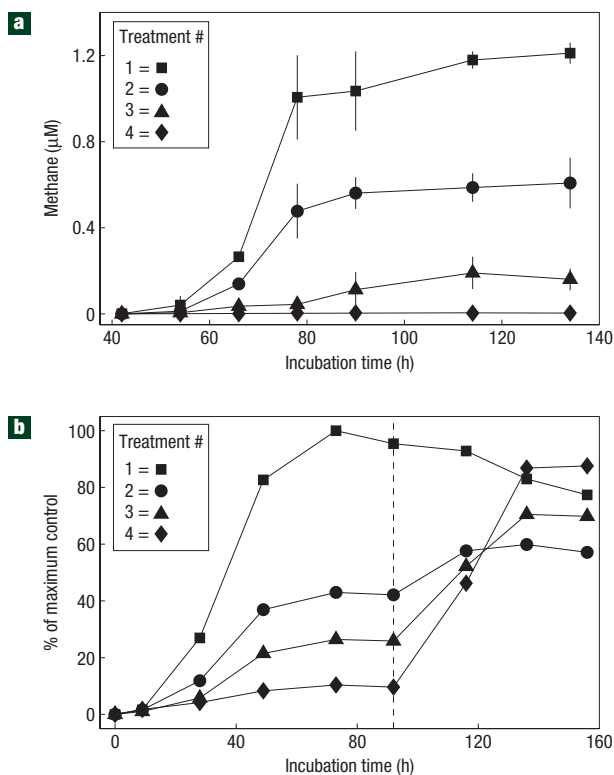 a
Treatment #
1 = ■
2 = ●
3 = ▲
4 = ◆
Methane (μM)
1.2
0.8
0.4
0
40 60 80 100 120 140
Incubation time (h)
b
Treatment #
1 = ■
2 = ●
3 = ▲
4 = ◆
% of maximum control
100
80
60
40
20
0
0 40 80 120 160
Incubation time (h)